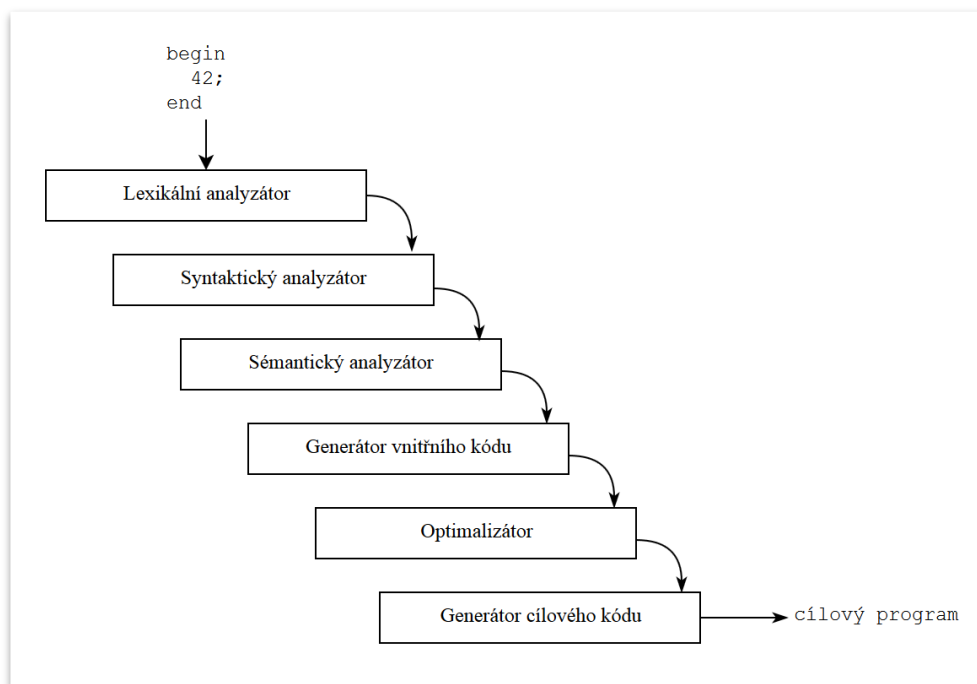 begin
42;
end
Lexikální analyzátor
Syntaktický analyzátor
Sémantický analyzátor
Generátor vnitřního kódu
Optimalizátor
Generátor cílového kódu
cílový program